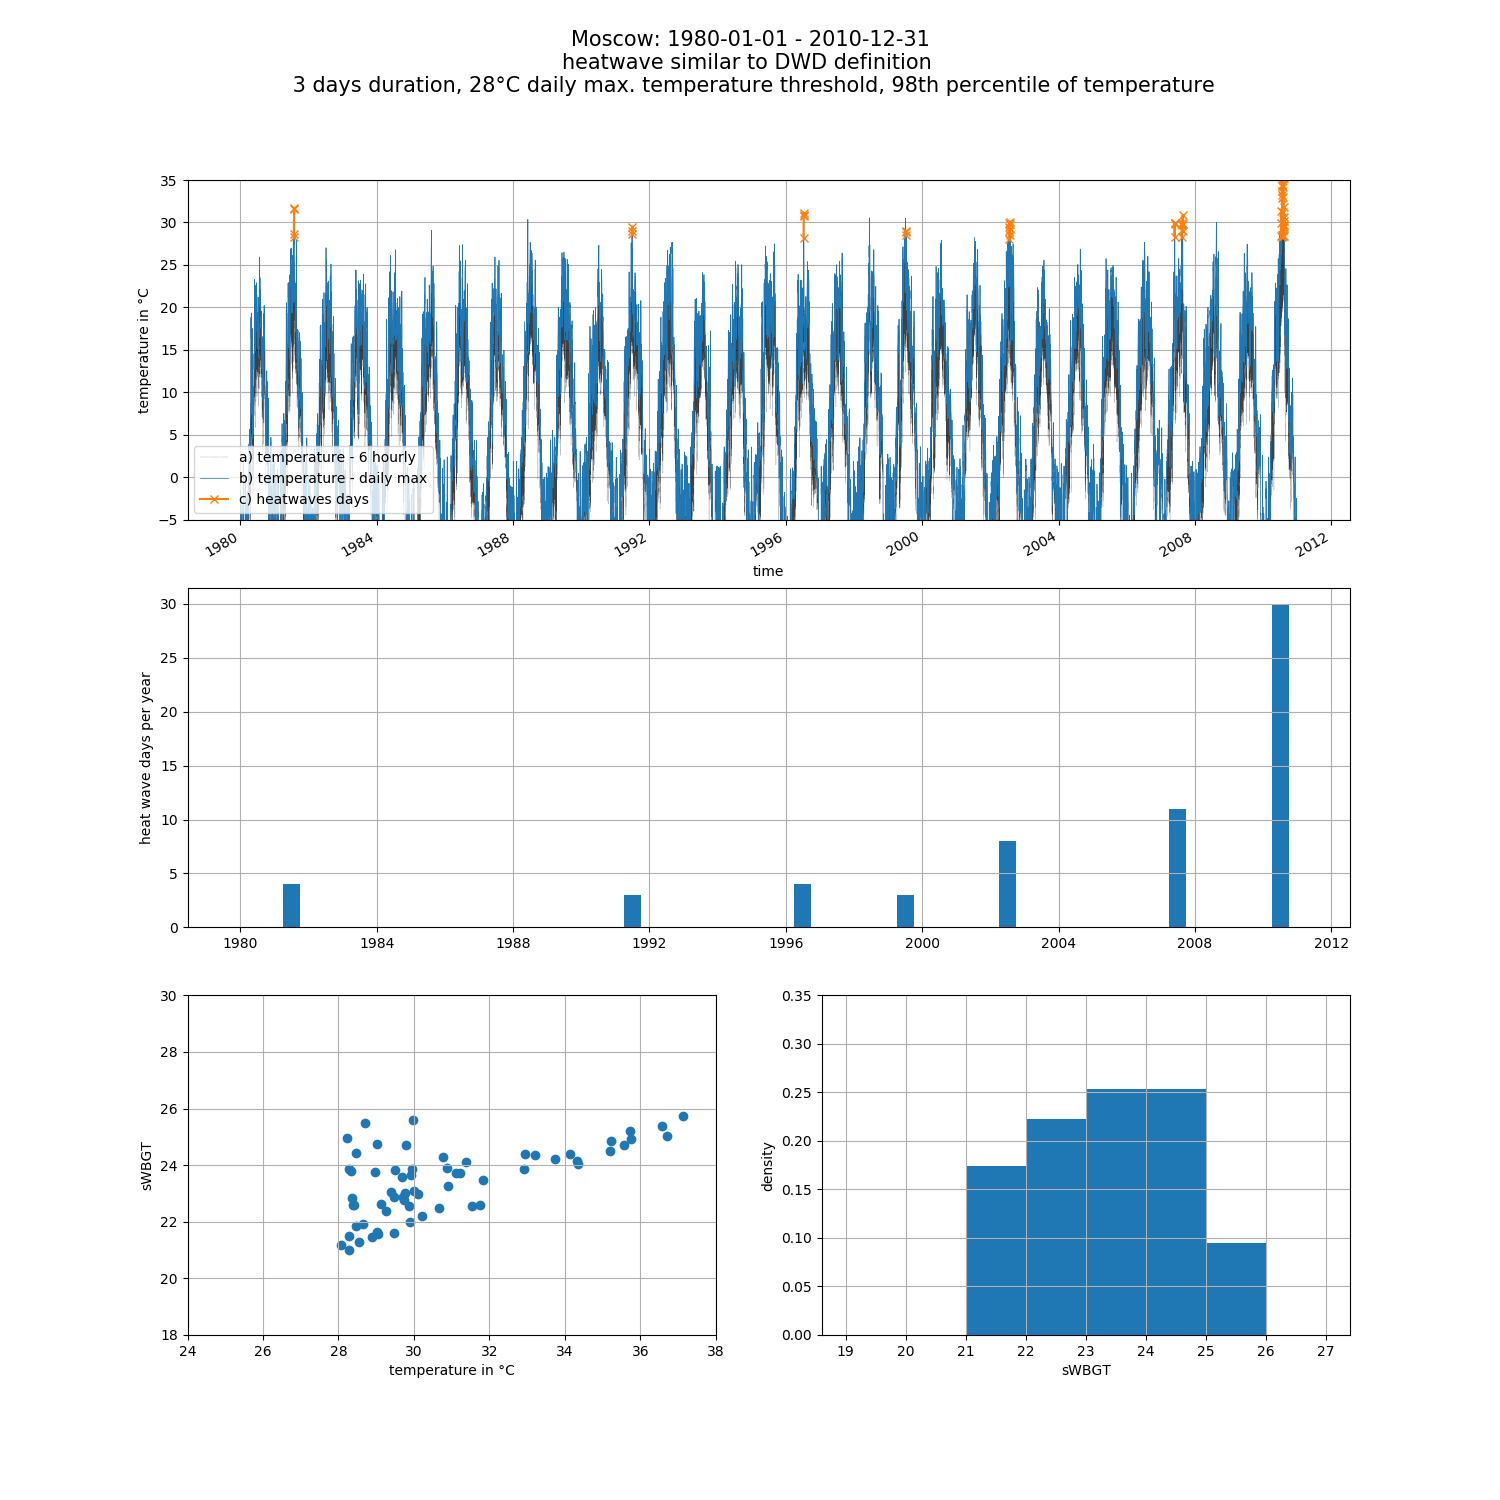 Moscow: 1980-01-01 - 2010-12-31
heatwave similar to DWD definition
3 days duration, 28°C daily max. temperature threshold, 98th percentile of temperature
temperature in °C
35
30
25
20
15
10
5
0
−5
a) temperature - 6 hourly
b) temperature - daily max
c) heatwaves days
1980 1984 1988 1992 1996 2000 2004 2008 2012
time
heat wave days per year
30
25
20
15
10
5
0
1980 1984 1988 1992 1996 2000 2004 2008 2012
sWBGT
30
28
26
24
22
20
18
24 26 28 30 32 34 36 38
temperature in °C
density
0.35
0.30
0.25
0.20
0.15
0.10
0.05
0.00
19 20 21 22 23 24 25 26 27
sWBGT